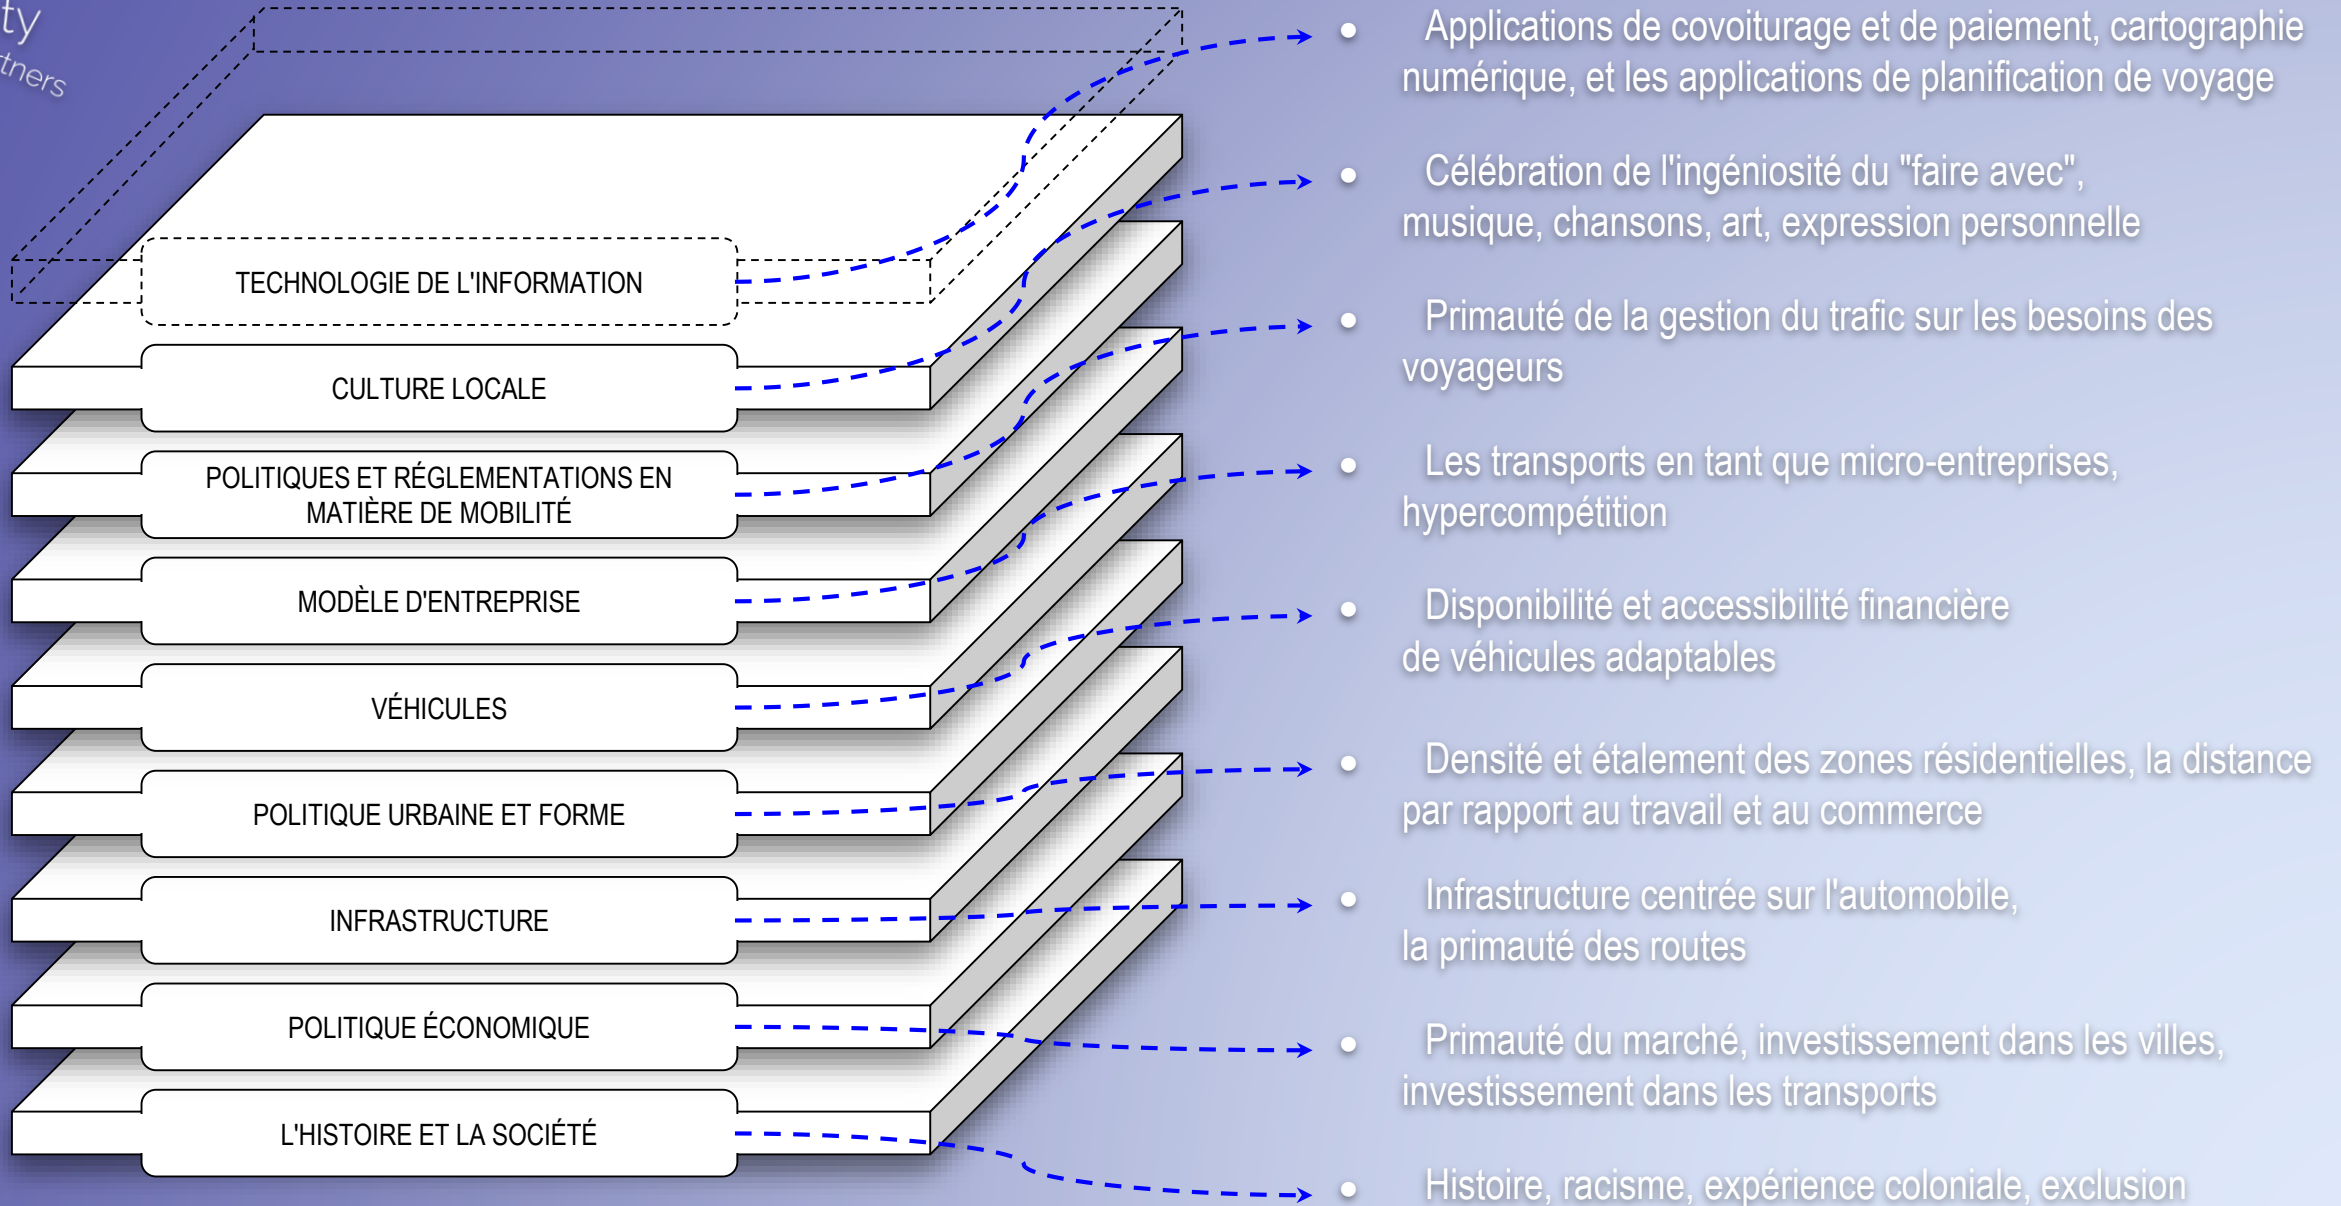 ty
tners
TECHNOLOGIE DE L'INFORMATION
CULTURE LOCALE
POLITIQUES ET RÉGLEMENTATIONS EN
MATIÈRE DE MOBILITÉ
MODÈLE D'ENTREPRISE
VÉHICULES
POLITIQUE URBAINE ET FORME
INFRASTRUCTURE
POLITIQUE ÉCONOMIQUE
L'HISTOIRE ET LA SOCIÉTÉ
• Applications de covoiturage et de paiement, cartographie
numérique, et les applications de planification de voyage
• Célébration de l'ingéniosité du "faire avec",
musique, chansons, art, expression personnelle
• Primauté de la gestion du trafic sur les besoins des
voyageurs
• Les transports en tant que micro-entreprises,
hypercompétition
• Disponibilité et accessibilité financière
de véhicules adaptables
• Densité et étalement des zones résidentielles, la distance
par rapport au travail et au commerce
• Infrastructure centrée sur l'automobile,
la primauté des routes
• Primauté du marché, investissement dans les villes,
investissement dans les transports
• Histoire, racisme, expérience coloniale, exclusion